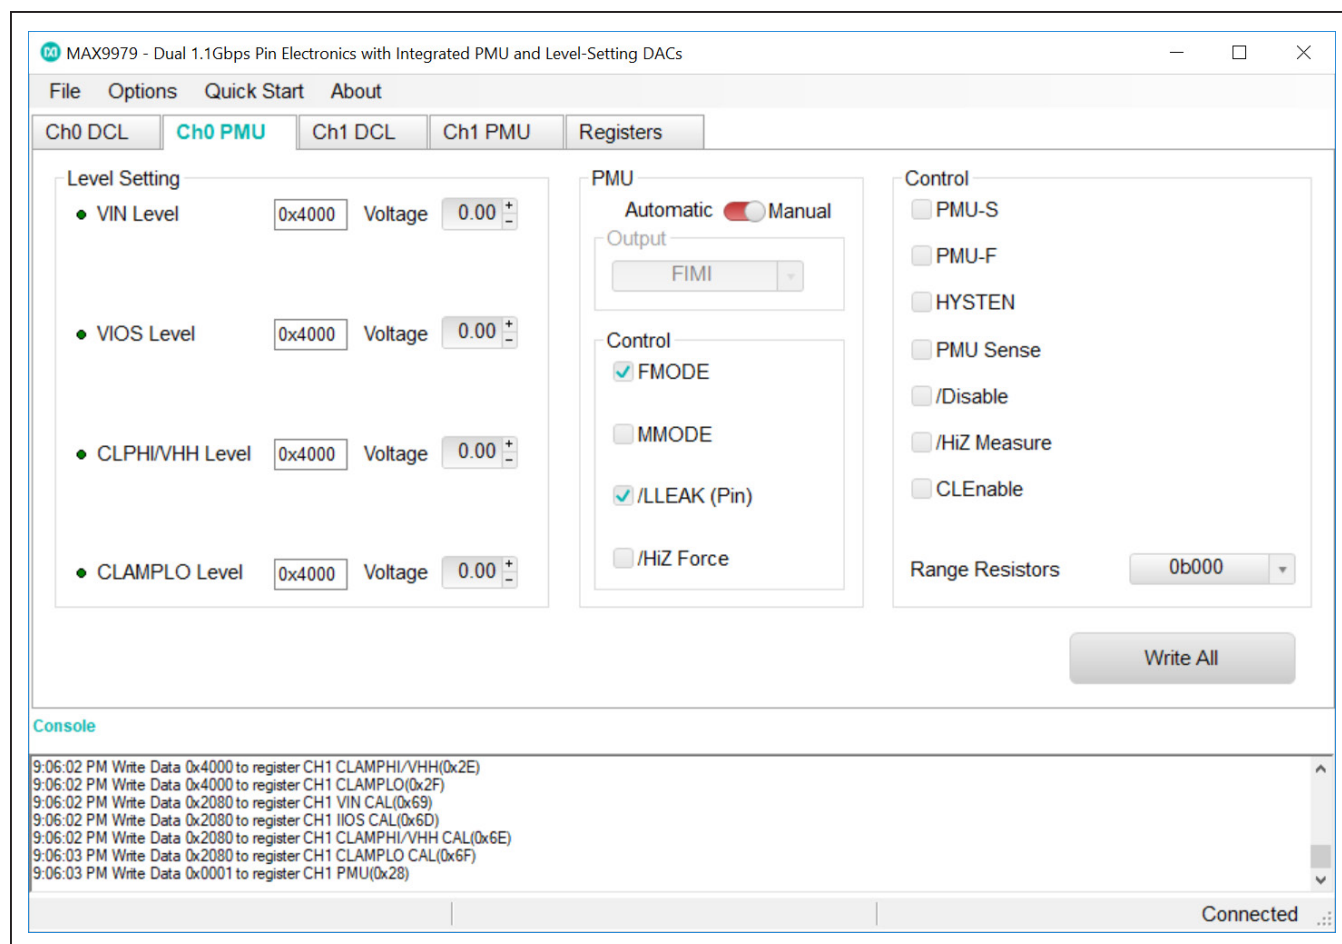 MAX9979 - Dual 1.1Gbps Pin Electronics with Integrated PMU and Level-Setting DACs
File Options Quick Start About
Ch0 DCL Ch0 PMU Ch1 DCL Ch1 PMU Registers
Level Setting
VIN Level 0x4000 Voltage 0.00
VIOS Level 0x4000 Voltage 0.00
CLPHI/VHH Level 0x4000 Voltage 0.00
CLAMPLO Level 0x4000 Voltage 0.00
PMU
Automatic Manual
Output
FIMI
Control
FMODE
MMODE
/LLEAK (Pin)
/HiZ Force
Control
PMU-S
PMU-F
HYSTEN
PMU Sense
/Disable
/HiZ Measure
CLEnable
Range Resistors 0b000
Write All
Console
9:06:02 PM Write Data 0x4000 to register CH1 CLAMPHI/VHH(0x2E)
9:06:02 PM Write Data 0x4000 to register CH1 CLAMPLO(0x2F)
9:06:02 PM Write Data 0x2080 to register CH1 VIN CAL(0x69)
9:06:02 PM Write Data 0x2080 to register CH1 IIOS CAL(0x6D)
9:06:02 PM Write Data 0x2080 to register CH1 CLAMPHI/VHH CAL(0x6E)
9:06:03 PM Write Data 0x2080 to register CH1 CLAMPLO CAL(0x6F)
9:06:03 PM Write Data 0x0001 to register CH1 PMU(0x28)
Connected